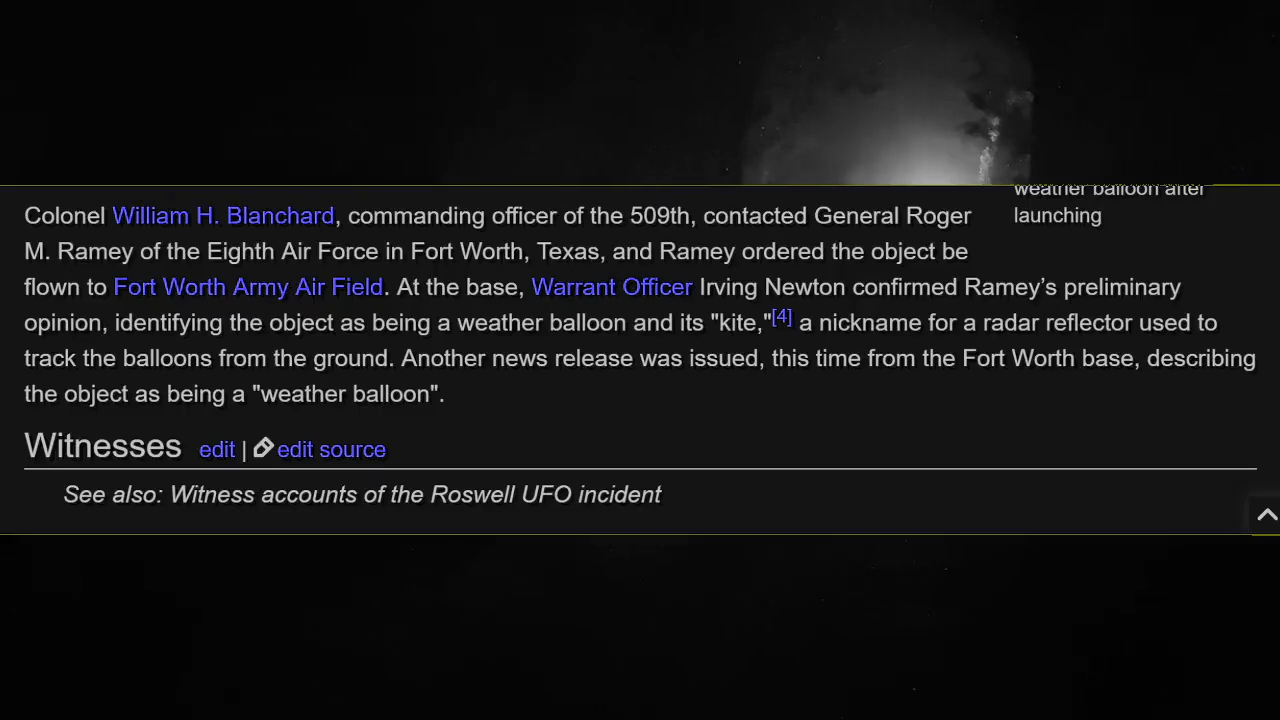 weather balloon after
launching
Colonel William H. Blanchard, commanding officer of the 509th, contacted General Roger
M. Ramey of the Eighth Air Force in Fort Worth, Texas, and Ramey ordered the object be
flown to Fort Worth Army Air Field. At the base, Warrant Officer Irving Newton confirmed Ramey’s preliminary
opinion, identifying the object as being a weather balloon and its "kite,"[4] a nickname for a radar reflector used to
track the balloons from the ground. Another news release was issued, this time from the Fort Worth base, describing
the object as being a "weather balloon".
Witnesses edit | edit source
See also: Witness accounts of the Roswell UFO incident